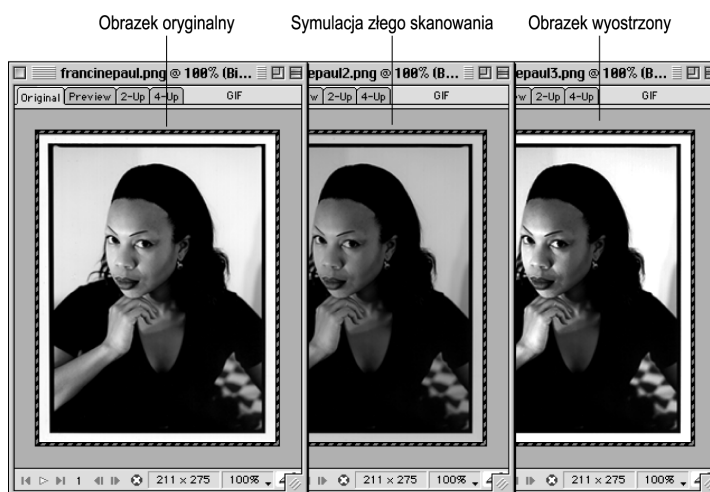 Obrazek oryginalny Symulacja złego skanowania Obrazek wyostrzony
francinepaul.png @ 100% (Bi... epaul2.png @ 100% (B... epaul3.png @ 100% (B...
Original Preview 2-Up 4-Up GIF w 2-Up 4-Up GIF w 2-Up 4-Up GIF
1 211 × 275 100% 211 × 275 100% 211 × 275 100%